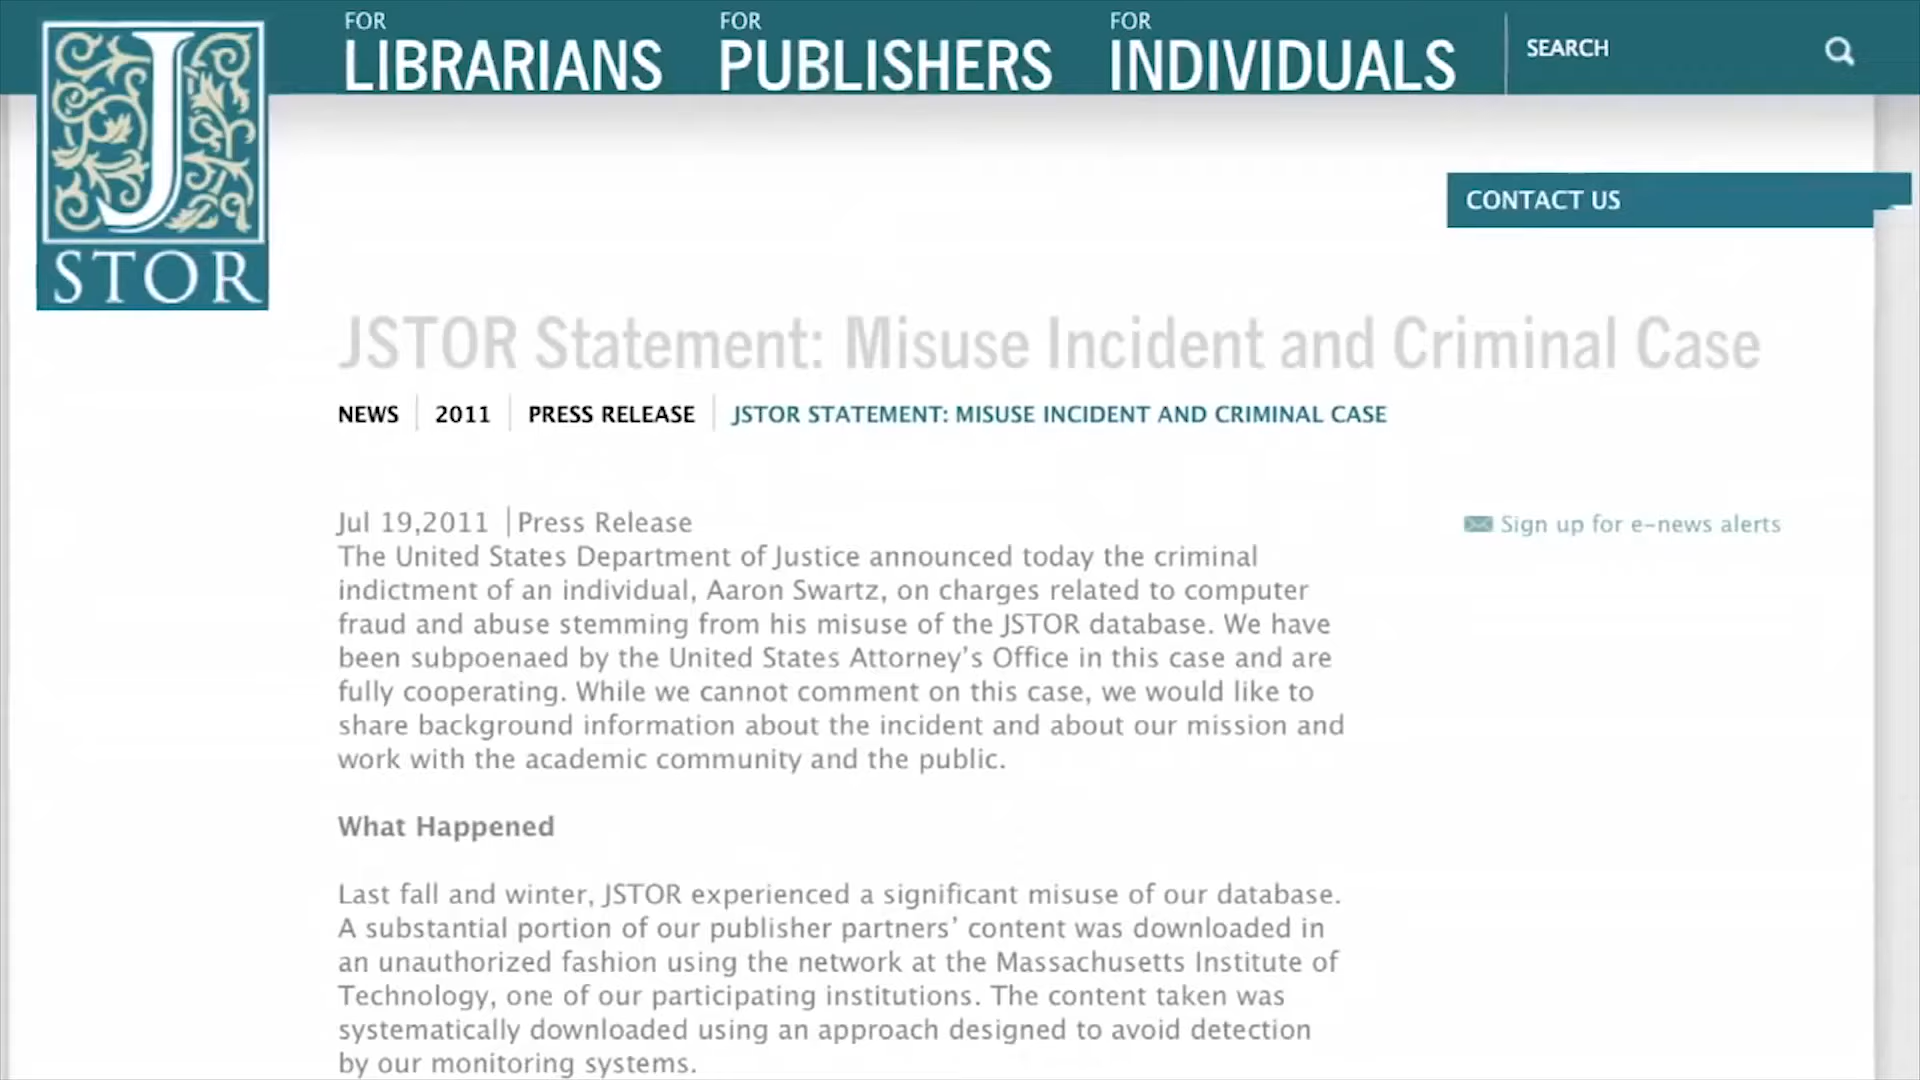 FOR
LIBRARIANS
FOR
PUBLISHERS
FOR
INDIVIDUALS
SEARCH
J
STOR
CONTACT US
JSTOR Statement: Misuse Incident and Criminal Case
NEWS | 2011 | PRESS RELEASE | JSTOR STATEMENT: MISUSE INCIDENT AND CRIMINAL CASE
Jul 19,2011 | Press Release
Sign up for e-news alerts
The United States Department of Justice announced today the criminal
indictment of an individual, Aaron Swartz, on charges related to computer
fraud and abuse stemming from his misuse of the JSTOR database. We have
been subpoenaed by the United States Attorney's Office in this case and are
fully cooperating. While we cannot comment on this case, we would like to
share background information about the incident and about our mission and
work with the academic community and the public.
What Happened
Last fall and winter, JSTOR experienced a significant misuse of our database.
A substantial portion of our publisher partners' content was downloaded in
an unauthorized fashion using the network at the Massachusetts Institute of
Technology, one of our participating institutions. The content taken was
systematically downloaded using an approach designed to avoid detection
by our monitoring systems.